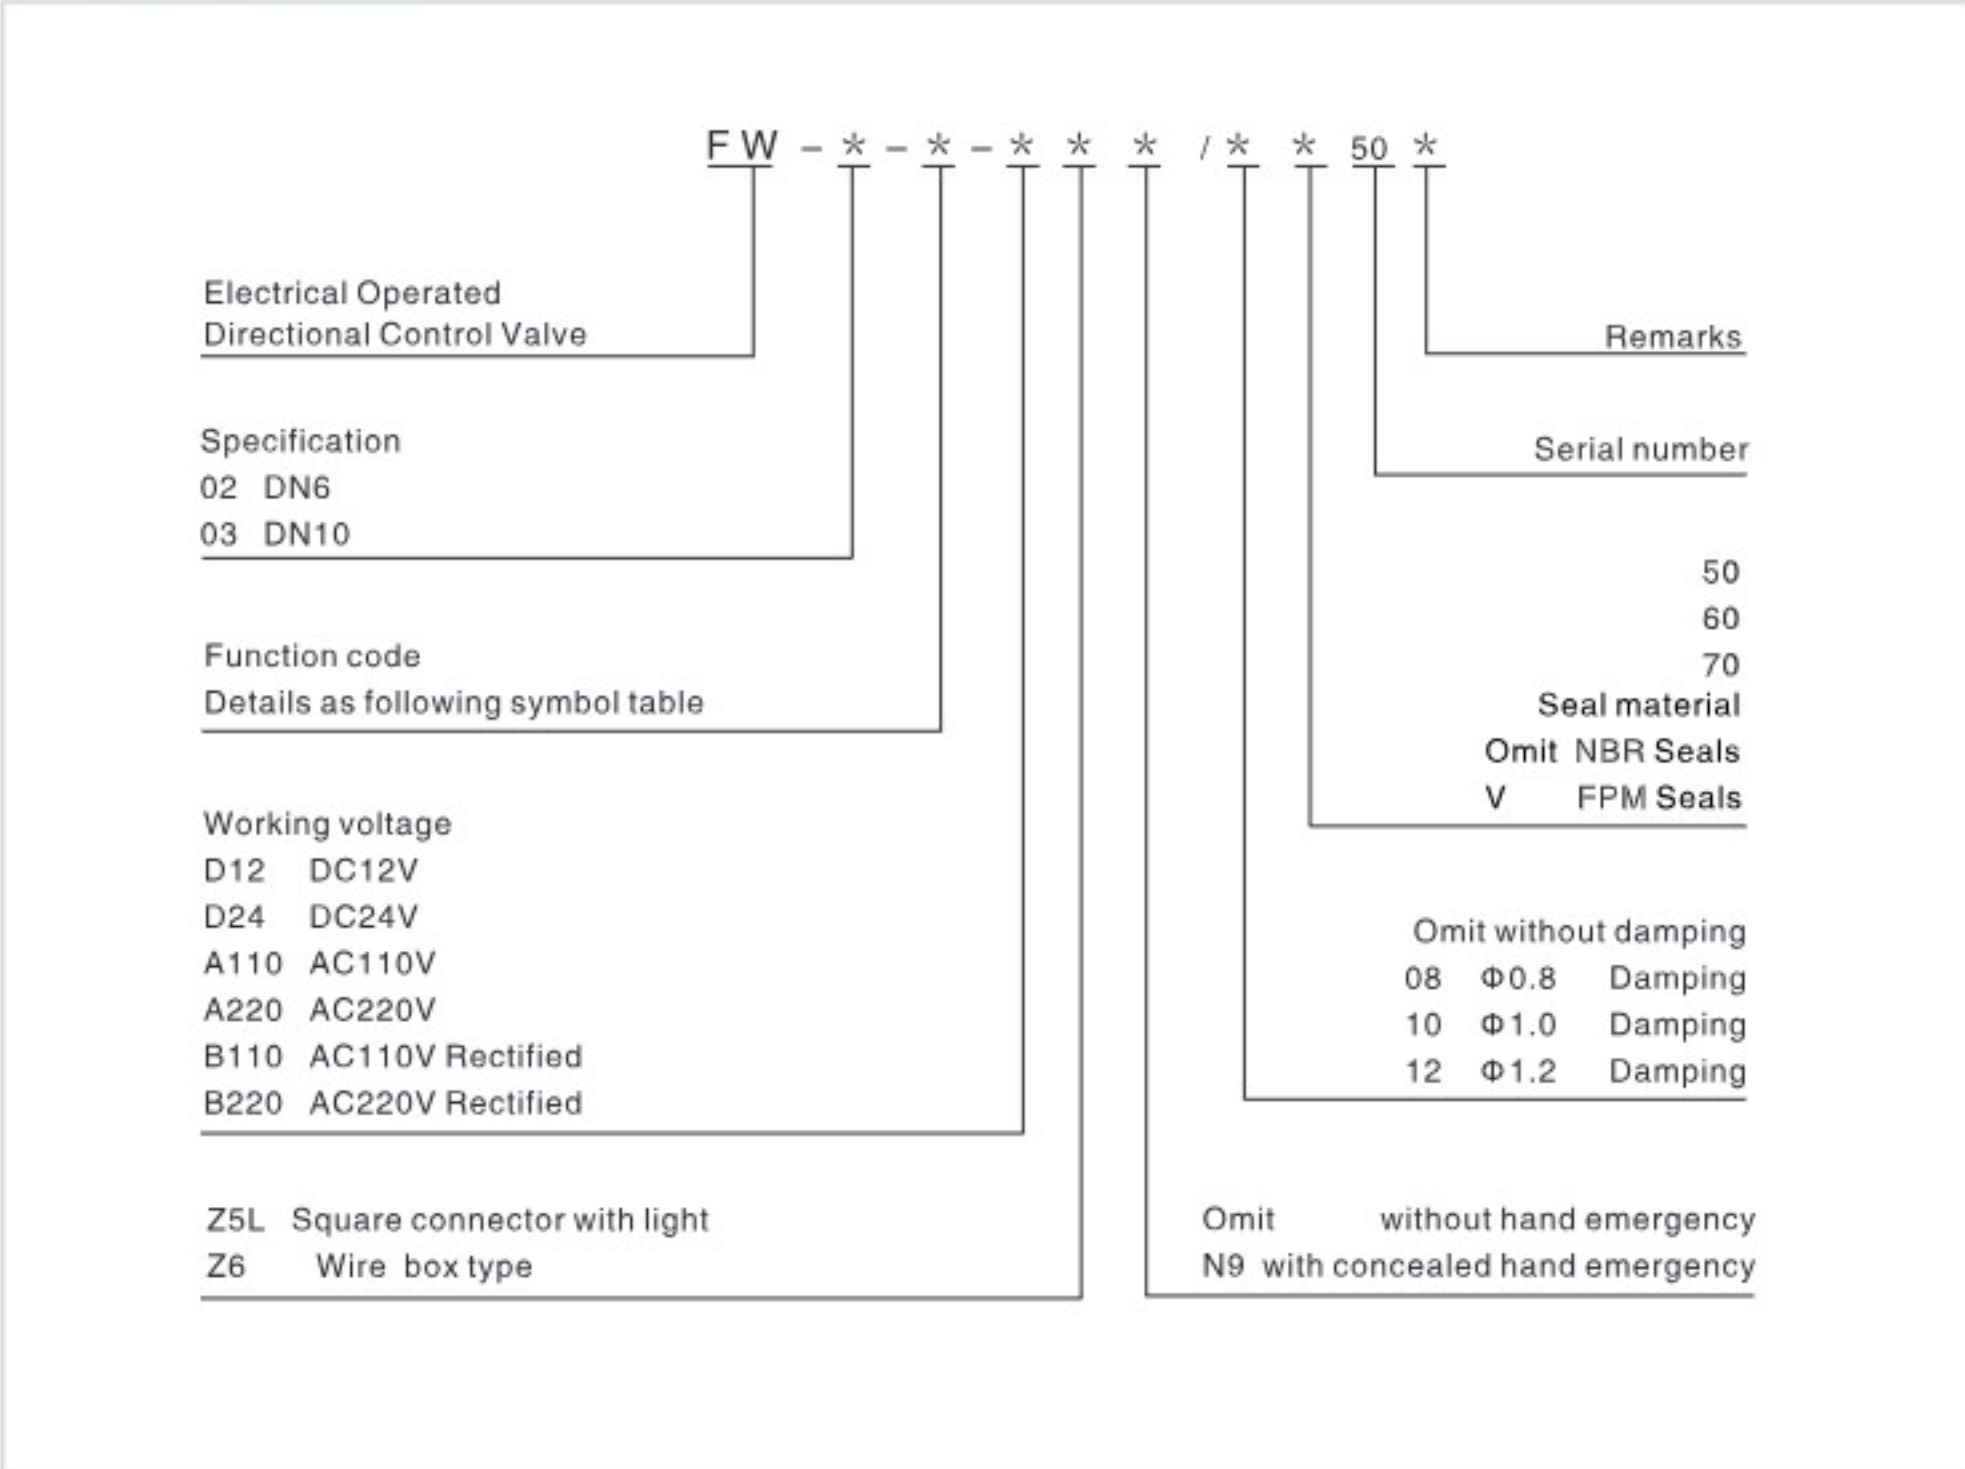 FW - * - * - * * * / * * 50 *
Electrical Operated
Directional Control Valve
Specification
02 DN6
03 DN10
Function code
Details as following symbol table
Working voltage
D12 DC12V
D24 DC24V
A110 AC110V
A220 AC220V
B110 AC110V Rectified
B220 AC220V Rectified
Z5L Square connector with light
Z6 Wire box type
Remarks
Serial number
50
60
70
Seal material
Omit NBR Seals
V FPM Seals
Omit without damping
08 Φ0.8 Damping
10 Φ1.0 Damping
12 Φ1.2 Damping
Omit without hand emergency
N9 with concealed hand emergency